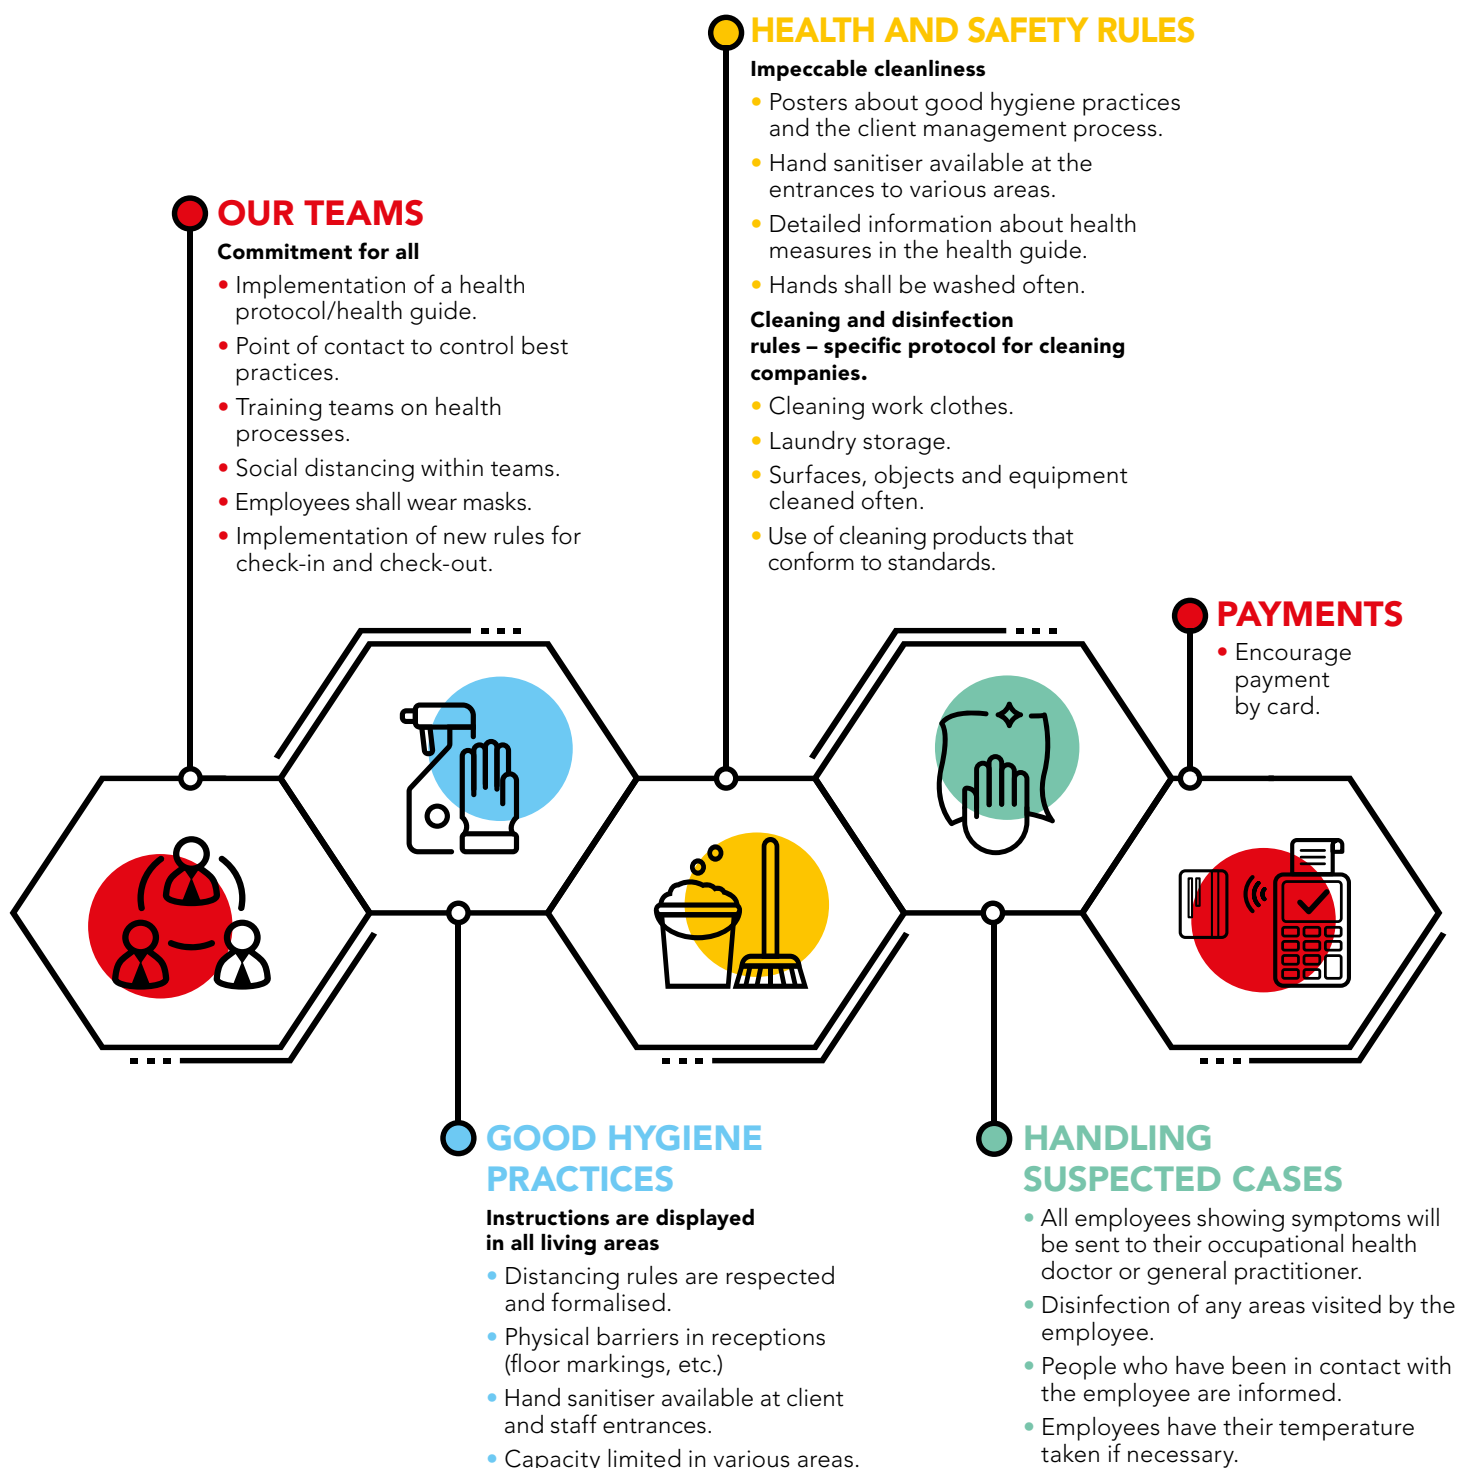 HEALTH AND SAFETY RULES
Impeccable cleanliness
• Posters about good hygiene practices
and the client management process.
• Hand sanitiser available at the
entrances to various areas.
• Detailed information about health
measures in the health guide.
• Hands shall be washed often.
Cleaning and disinfection
rules – specific protocol for cleaning
companies.
• Cleaning work clothes.
• Laundry storage.
• Surfaces, objects and equipment
cleaned often.
• Use of cleaning products that
conform to standards.
OUR TEAMS
Commitment for all
• Implementation of a health
protocol/health guide.
• Point of contact to control best
practices.
• Training teams on health
processes.
• Social distancing within teams.
• Employees shall wear masks.
• Implementation of new rules for
check-in and check-out.
PAYMENTS
• Encourage
payment
by card.
GOOD HYGIENE
PRACTICES
Instructions are displayed
in all living areas
• Distancing rules are respected
and formalised.
• Physical barriers in receptions
(floor markings, etc.)
• Hand sanitiser available at client
and staff entrances.
• Capacity limited in various areas.
HANDLING
SUSPECTED CASES
• All employees showing symptoms will
be sent to their occupational health
doctor or general practitioner.
• Disinfection of any areas visited by the
employee.
• People who have been in contact with
the employee are informed.
• Employees have their temperature
taken if necessary.